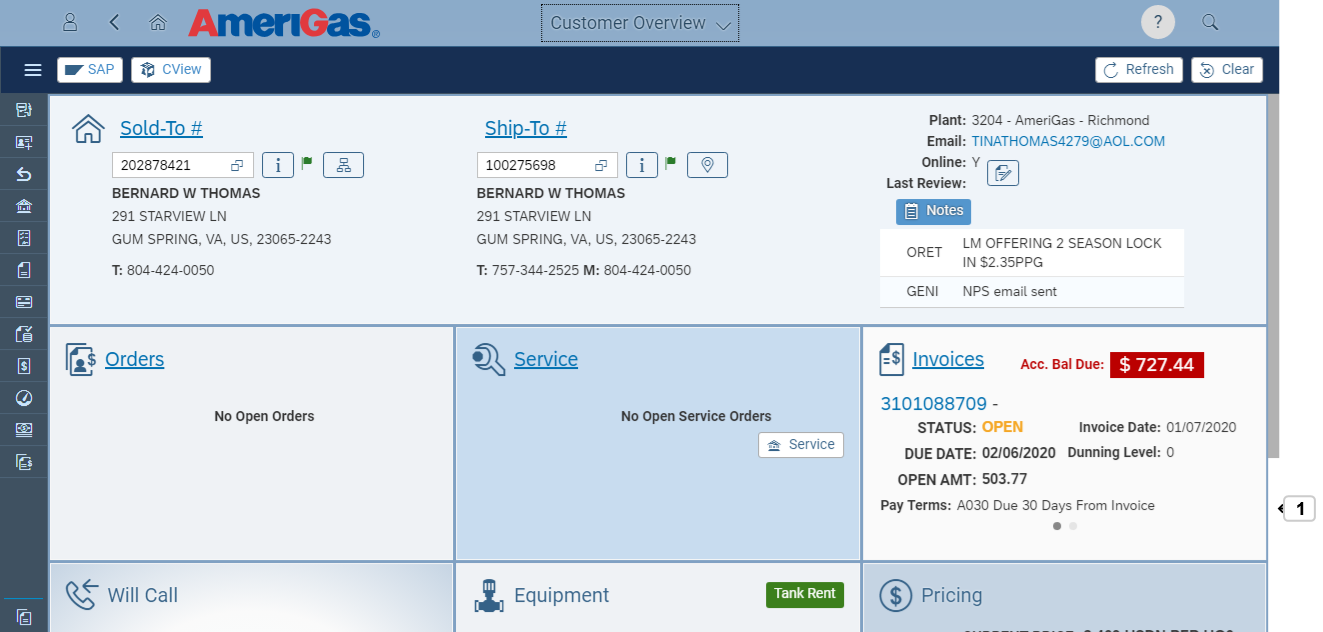 AmeriGas®
Customer Overview
?
SAP
CView
Refresh
Clear
Sold-To #
202878421
i
BERNARD W THOMAS
291 STARVIEW LN
GUM SPRING, VA, US, 23065-2243
T: 804-424-0050
Ship-To #
100275698
i
BERNARD W THOMAS
291 STARVIEW LN
GUM SPRING, VA, US, 23065-2243
T: 757-344-2525 M: 804-424-0050
Plant: 3204 - AmeriGas - Richmond
Email: TINATHOMAS4279@AOL.COM
Online: Y
Last Review:
Notes
ORET LM OFFERING 2 SEASON LOCK
IN $2.35PPG
GENI NPS email sent
Orders
No Open Orders
Service
No Open Service Orders
Service
Invoices
Acc. Bal Due: $ 727.44
3101088709 -
STATUS: OPEN Invoice Date: 01/07/2020
DUE DATE: 02/06/2020 Dunning Level: 0
OPEN AMT: 503.77
Pay Terms: A030 Due 30 Days From Invoice
1
Will Call
Equipment
Tank Rent
Pricing